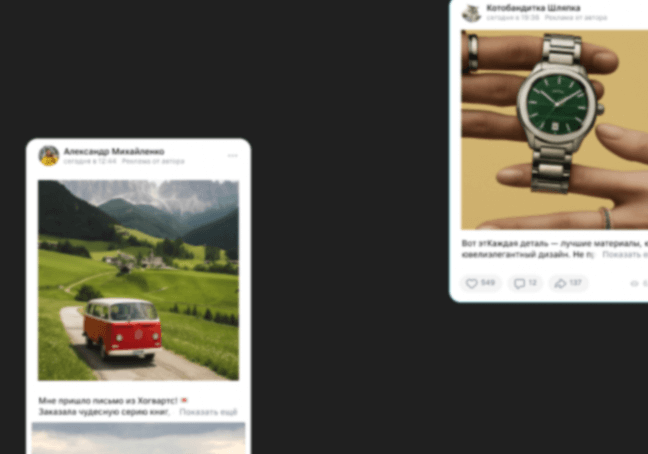 Котобандитка Шляпка
сегодня в 19:38 Реклама от автора
Александр Михайленко
сегодня в 12:44 Реклама от автора
Вот этКаждая деталь — лучшие материалы,
ювелиэлегантный дизайн. Не п Показать
549 12 137
Мне пришло письмо из Хогвартс!
Заказала чудесную серию книг, Показать ещё